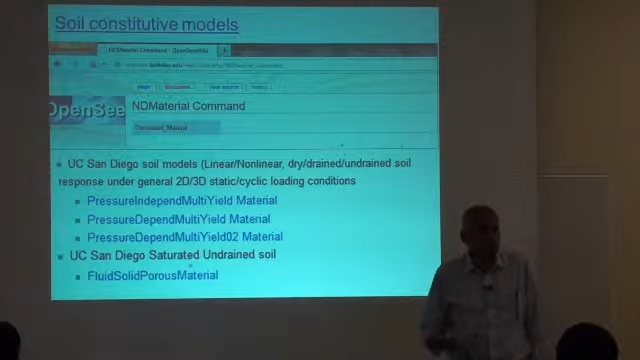 Soil constitutive models
NDMaterial Command - OpenSeesWiki
OpenSee
NDMaterial Command
Command_Manual
UC San Diego soil models (Linear/Nonlinear, dry/drained/undrained soil
response under general 2D/3D static/cyclic loading conditions
PressureIndependMultiYield Material
PressureDependMultiYield Material
PressureDependMultiYield02 Material
UC San Diego Saturated Undrained soil
FluidSolidPorousMaterial